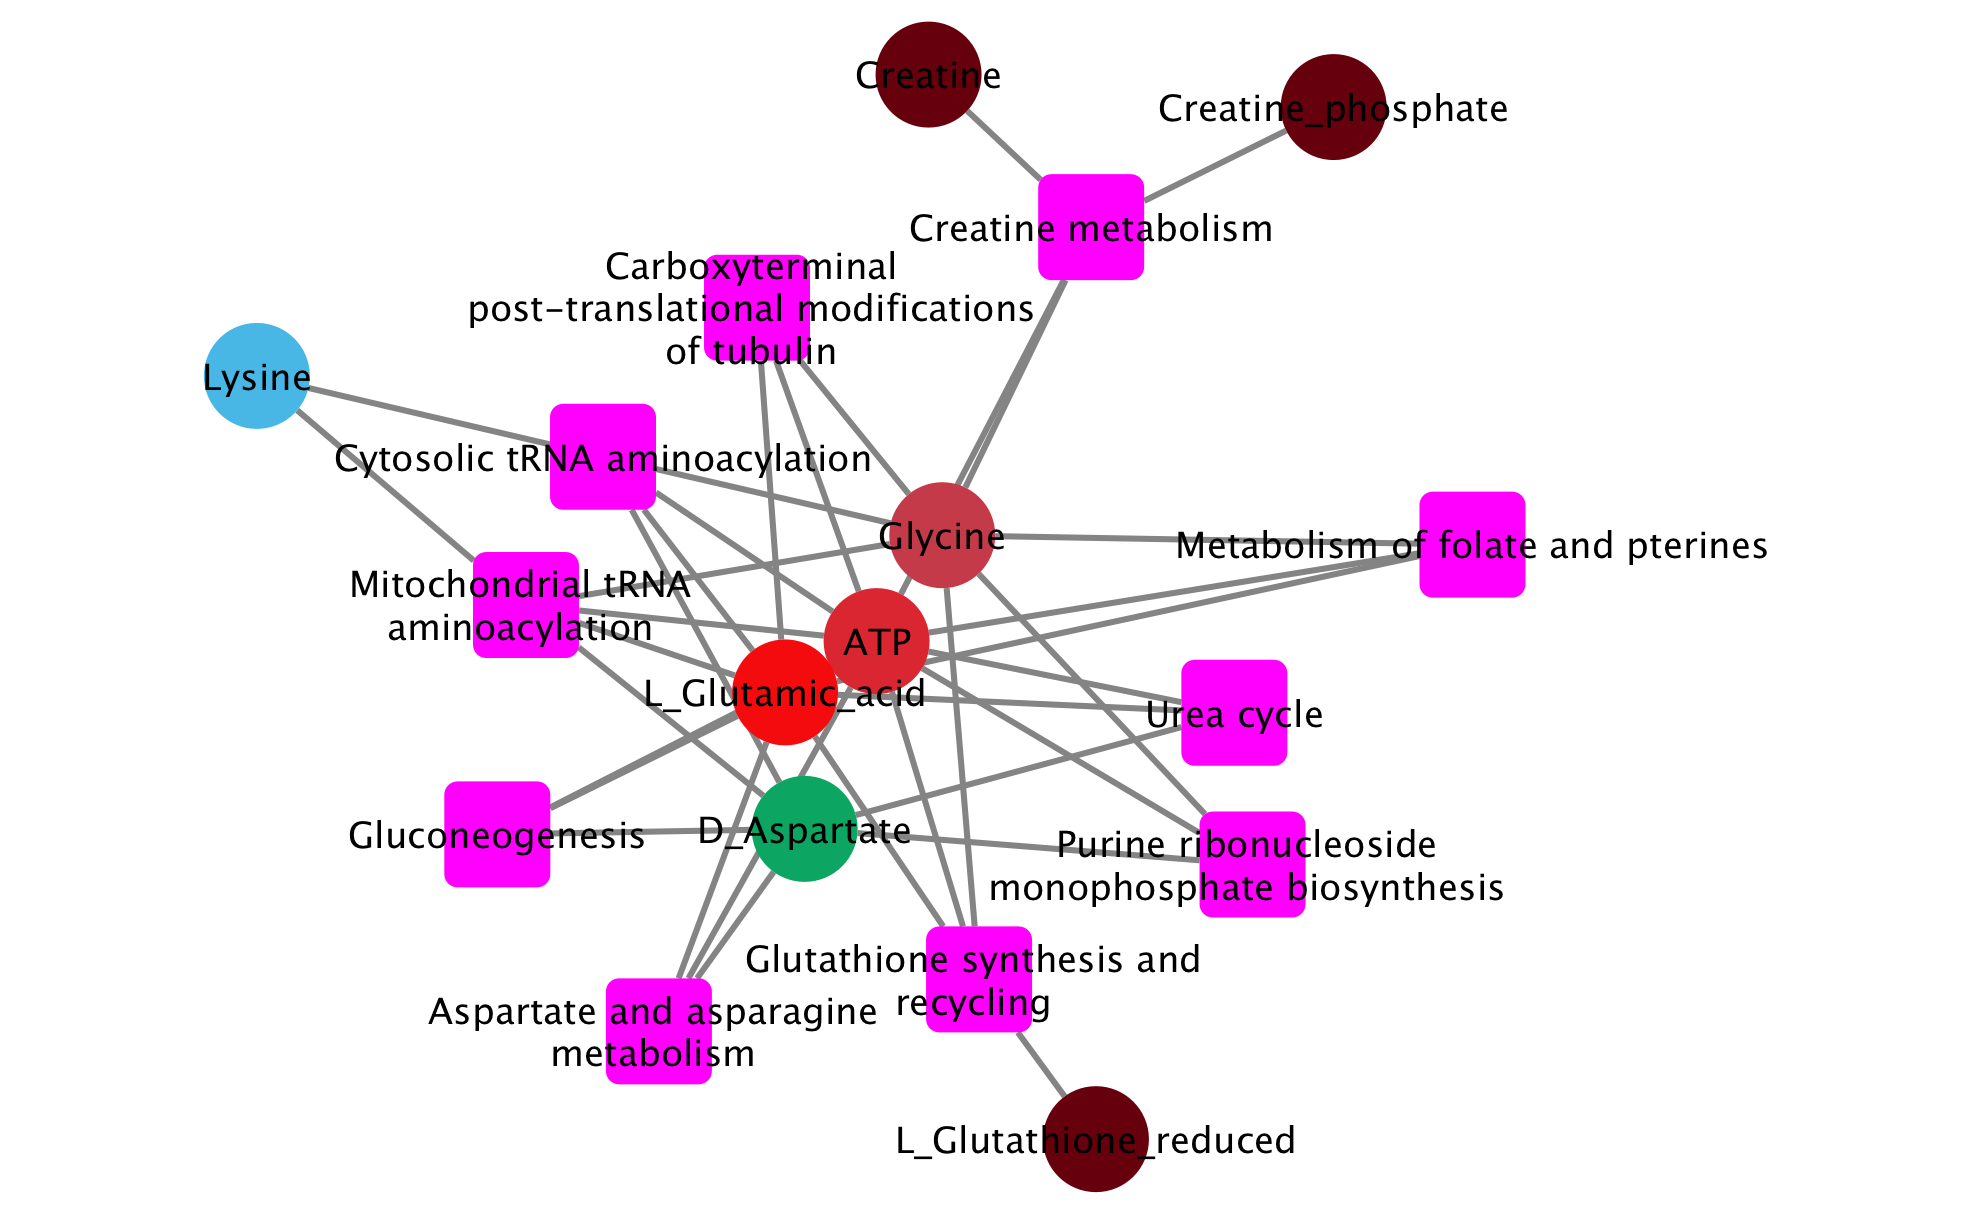 Creatine
Creatine_phosphate
Creatine metabolism
Carboxyterminal
post-translational modifications
of tubulin
Lysine
Cytosolic tRNA aminoacylation
Glycine
Metabolism of folate and pterines
Mitochondrial tRNA
aminoacylation
ATP
L_Glutamic_acid
Urea cycle
Gluconeogenesis
D_Aspartate
Purine ribonucleoside
monophosphate biosynthesis
Glutathione synthesis and
recycling
Aspartate and asparagine
metabolism
L_Glutathione_reduced